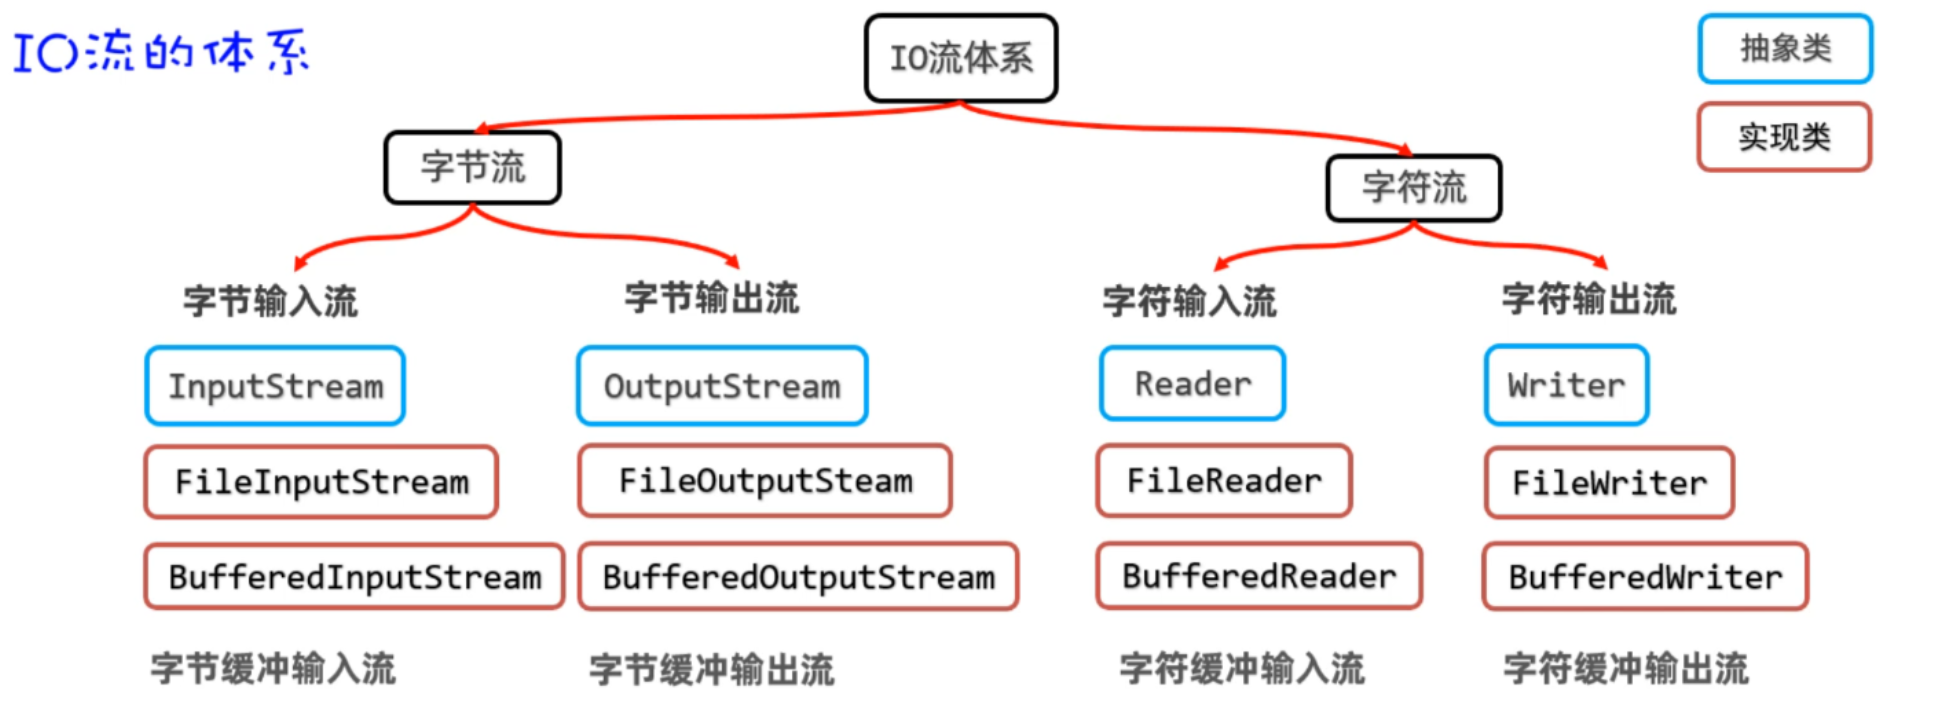 IO流的体系
IO流体系
抽象类
实现类
字节流
字符流
字节输入流
字节输出流
字符输入流
字符输出流
InputStream
OutputStream
Reader
Writer
FileInputStream
FileOutputSteam
FileReader
FileWriter
BufferedInputStream
BufferedOutputStream
BufferedReader
BufferedWriter
字节缓冲输入流
字节缓冲输出流
字符缓冲输入流
字符缓冲输出流